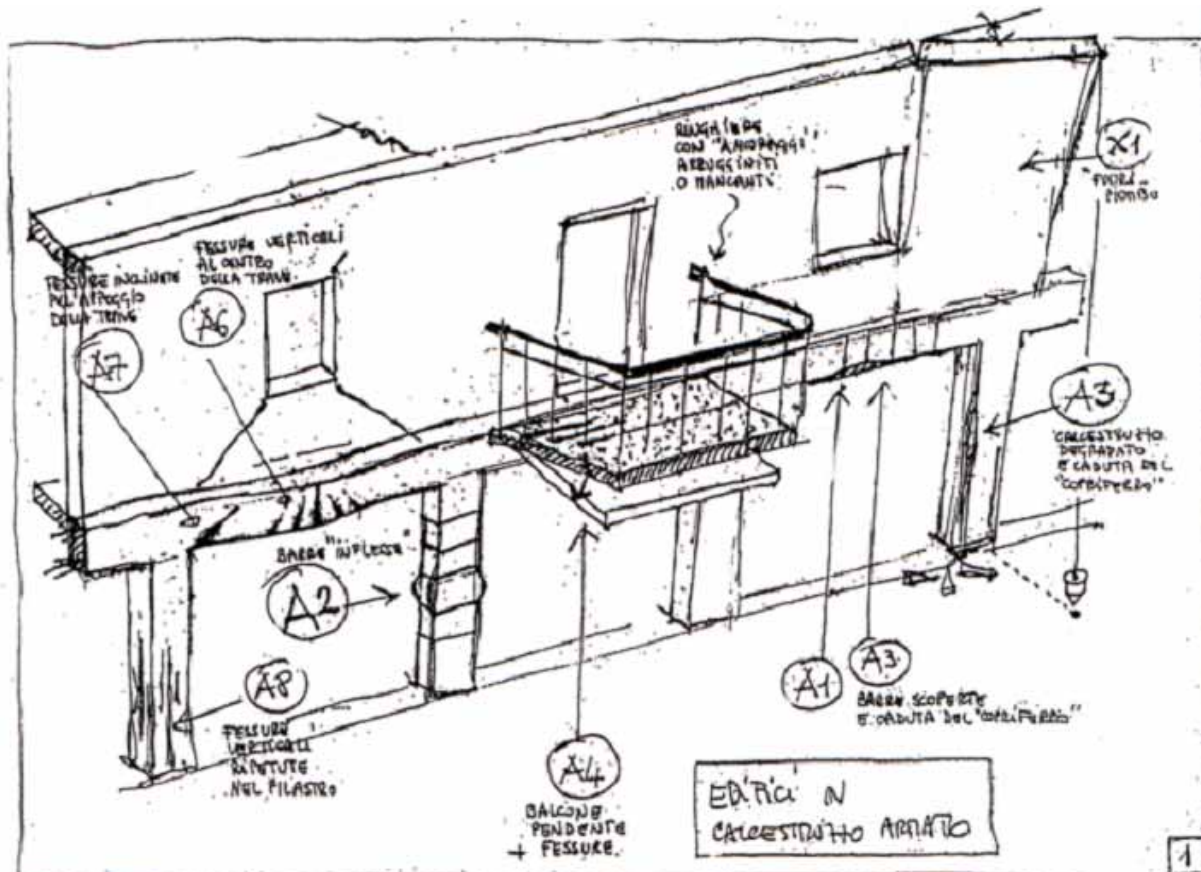 RINGHIERE
CON "ANCORAGGI"
ARRUGGINITI
O MANCANTI
X1
"FUORI-
PIOMBO
FESSURE VERTICALI
AL CENTRO
DELLA TRAVE
A6
FESSURE INCLINATE
ALL'APPOGGIO
DELLA TRAVE
A7
A3
CALCESTRUZZO
DEGRADATO
E CADUTA DEL
"COPRIFERRO"
BARRE "INFLESSE"
A2
A8
FESSURE
VERTICALI
RIPETUTE
NEL PILASTRO
A1
A3
BARRE SCOPERTE
E CADUTA DEL "COPRIFERRO"
A4
BALCONE
PENDENTE
+ FESSURE.
EDIFICI IN
CALCESTRUZZO ARMATO
1